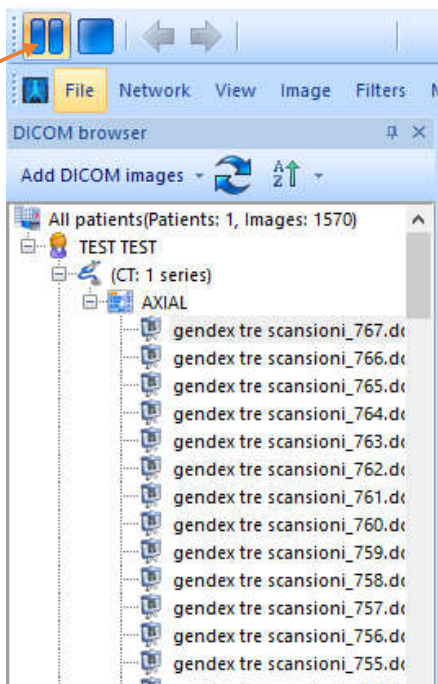 File Network View Image Filters
DICOM browser
Add DICOM images
All patients(Patients: 1, Images: 1570)
TEST TEST
(CT: 1 series)
AXIAL
gendex tre scansioni_767.dc
gendex tre scansioni_766.dc
gendex tre scansioni_765.dc
gendex tre scansioni_764.dc
gendex tre scansioni_763.dc
gendex tre scansioni_762.dc
gendex tre scansioni_761.dc
gendex tre scansioni_760.dc
gendex tre scansioni_759.dc
gendex tre scansioni_758.dc
gendex tre scansioni_757.dc
gendex tre scansioni_756.dc
gendex tre scansioni_755.dc